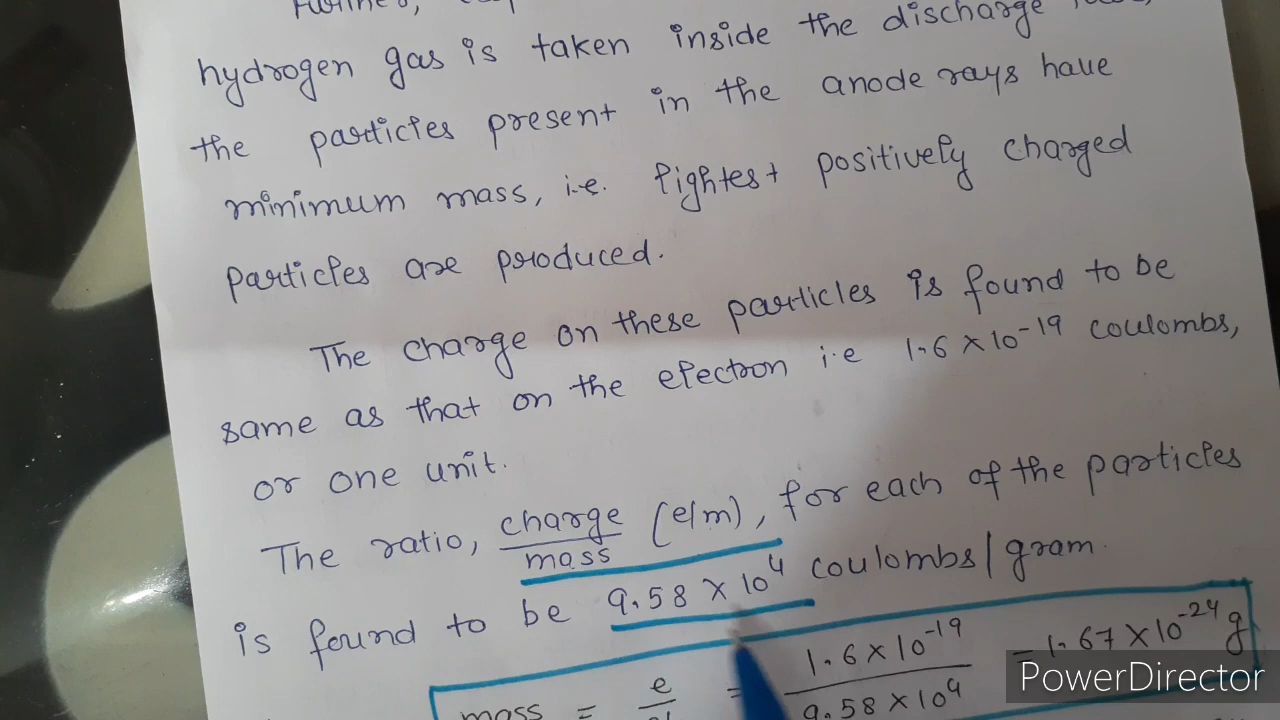 hydrogen gas is taken inside the discharge
the particles present in the anode rays have
minimum mass, i.e. lightest positively charged
particles are produced.
The charge on these particles is found to be
same as that on the electron i.e 1.6 × 10⁻¹⁹ coulombs,
or one unit.
The ratio, charge/mass (e/m), for each of the particles
is found to be 9.58 × 10⁴ coulombs/gram.
mass = e = 1.6 × 10⁻¹⁹ / 9.58 × 10⁴ = 1.67 × 10⁻²⁴ g
PowerDirector